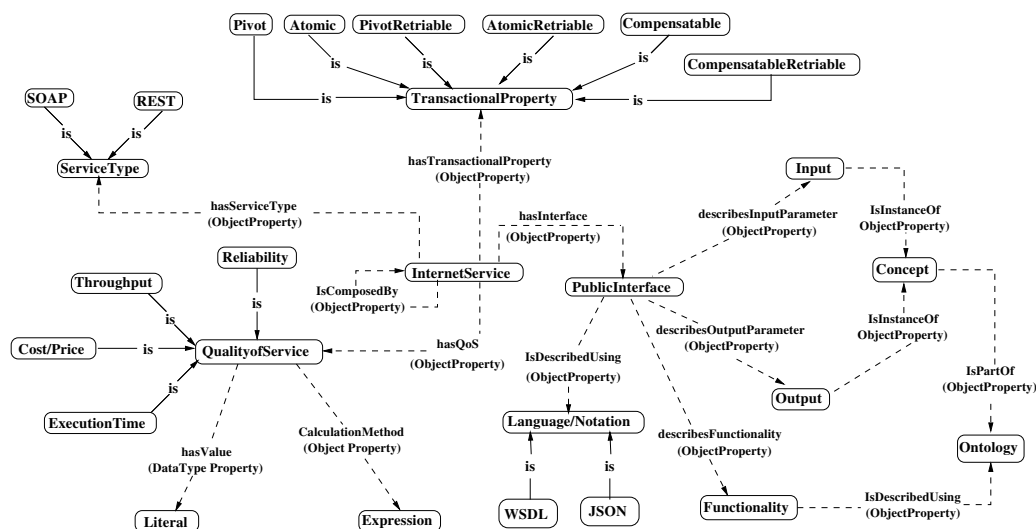 Pivot
Atomic
PivotRetriable
AtomicRetriable
Compensatable
is
is
is
is
CompensatableRetriable
is
TransactionalProperty
is
SOAP
REST
is
is
ServiceType
hasTransactionalProperty
(ObjectProperty)
Input
hasServiceType
(ObjectProperty)
hasInterface
(ObjectProperty)
describesInputParameter
(ObjectProperty)
IsInstanceOf
ObjectProperty)
Reliability
InternetService
Concept
Throughput
IsComposedBy
(ObjectProperty)
PublicInterface
is
IsInstanceOf
ObjectProperty)
describesOutputParameter
(ObjectProperty)
Cost/Price
is
QualityofService
hasQoS
(ObjectProperty)
IsDescribedUsing
(ObjectProperty)
is
IsPartOf
(ObjectProperty)
is
ExecutionTime
Output
Language/Notation
CalculationMethod
(Object Property)
describesFunctionality
(ObjectProperty)
Ontology
hasValue
(DataType Property)
is
is
IsDescribedUsing
(ObjectProperty)
Literal
Expression
WSDL
JSON
Functionality